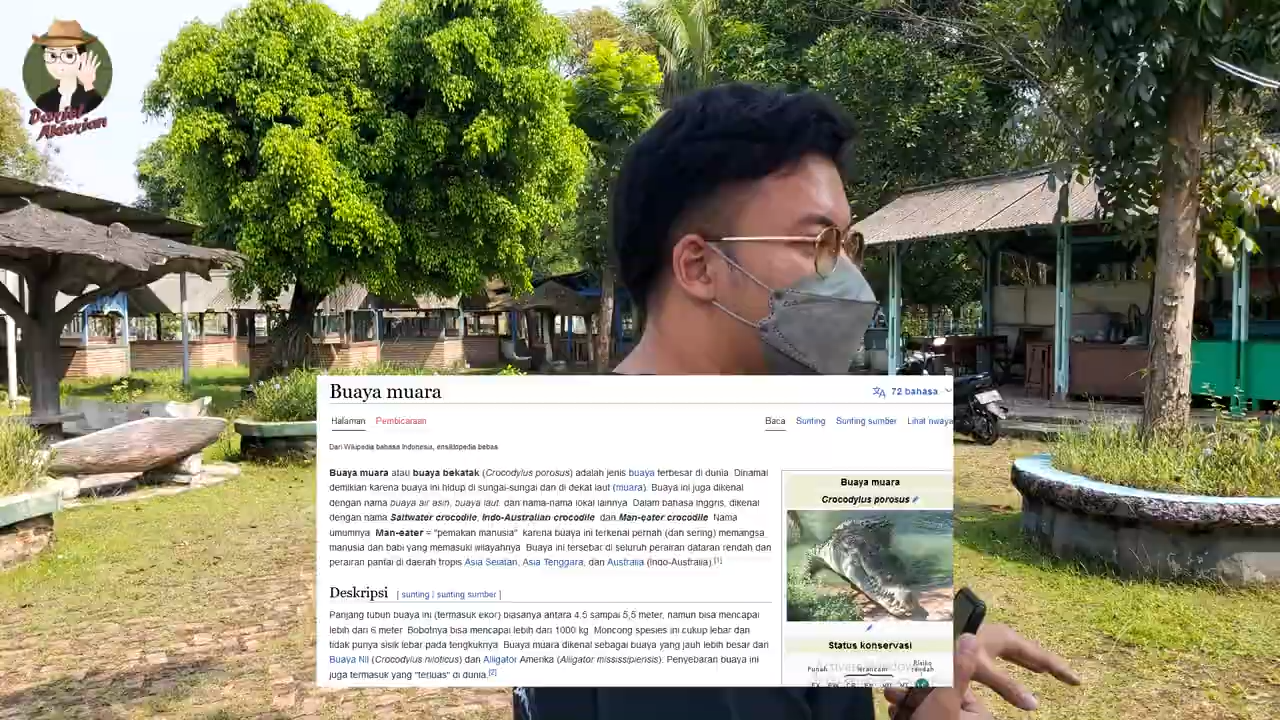 Daniel
Aldorian
Buaya muara
72 bahasa
Halaman Pembicaraan
Baca Sunting Sunting sumber Lihat riwaya
Dari Wikipedia bahasa Indonesia, ensiklopedia bebas
Buaya muara atau buaya bekatak (Crocodylus porosus) adalah jenis buaya terbesar di dunia. Dinamai
demikian karena buaya ini hidup di sungai-sungai dan di dekat laut (muara). Buaya ini juga dikenal
dengan nama buaya air asin, buaya laut, dan nama-nama lokal lainnya. Dalam bahasa Inggris, dikenal
dengan nama Saltwater crocodile, Indo-Australian crocodile dan Man-eater crocodile. Nama
umumnya, Man-eater = "pemakan manusia" karena buaya ini terkenal pernah (dan sering) memangsa
manusia dan babi yang memasuki wilayahnya. Buaya ini tersebar di seluruh perairan dataran rendah dan
perairan pantai di daerah tropis Asia Selatan, Asia Tenggara, dan Australia (Indo-Australia).[1]
Deskripsi [ sunting | sunting sumber ]
Panjang tubuh buaya ini (termasuk ekor) biasanya antara 4,5 sampai 5,5 meter, namun bisa mencapai
lebih dari 6 meter. Bobotnya bisa mencapai lebih dari 1000 kg. Moncong spesies ini cukup lebar dan
tidak punya sisik lebar pada tengkuknya. Buaya muara dikenal sebagai buaya yang jauh lebih besar dari
Buaya Nil (Crocodylus niloticus) dan Alligator Amerika (Alligator mississipiensis). Penyebaran buaya ini
juga termasuk yang "terluas" di dunia.[2]
Buaya muara
Crocodylus porosus
Status konservasi
Punah Terancam Risiko
rendah